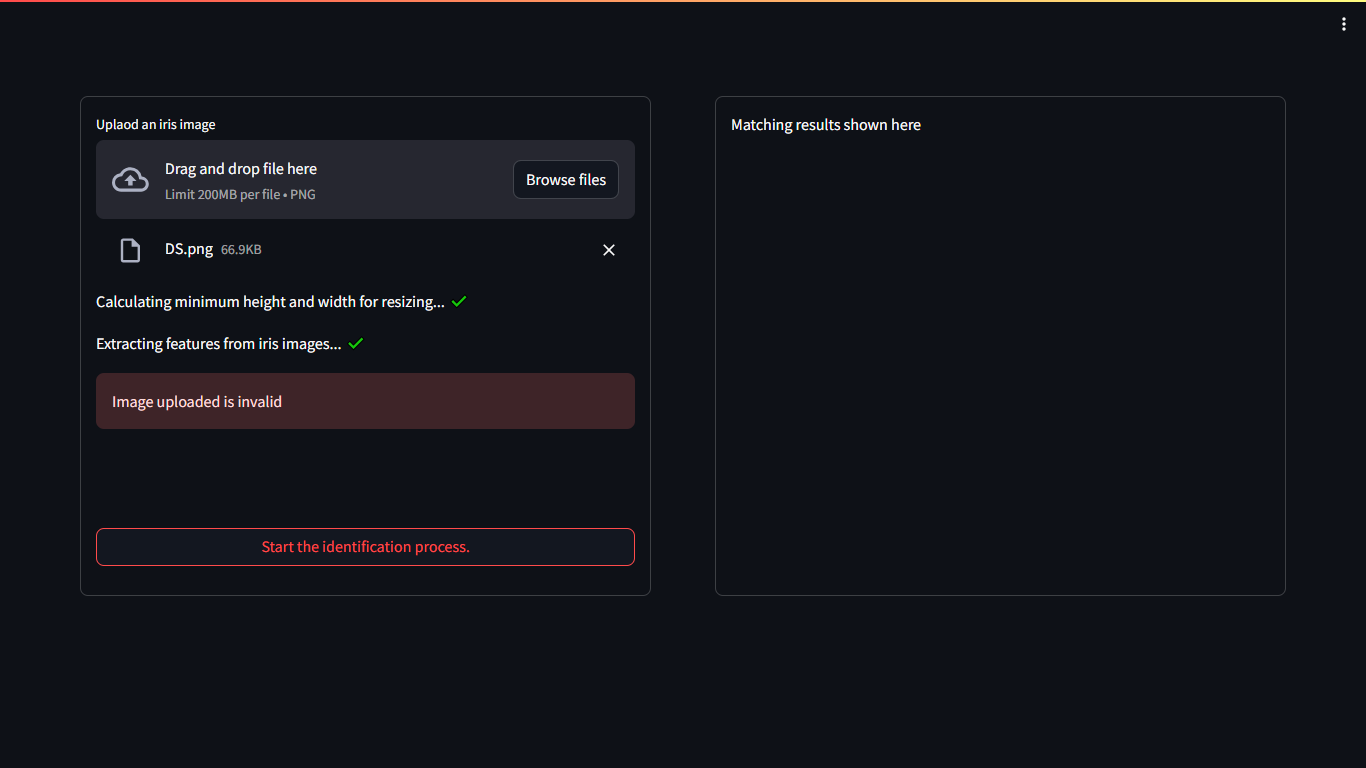 Uplaod an iris image
Drag and drop file here
Limit 200MB per file • PNG
Browse files
DS.png 66.9KB
Calculating minimum height and width for resizing...
Extracting features from iris images...
Image uploaded is invalid
Start the identification process.
Matching results shown here